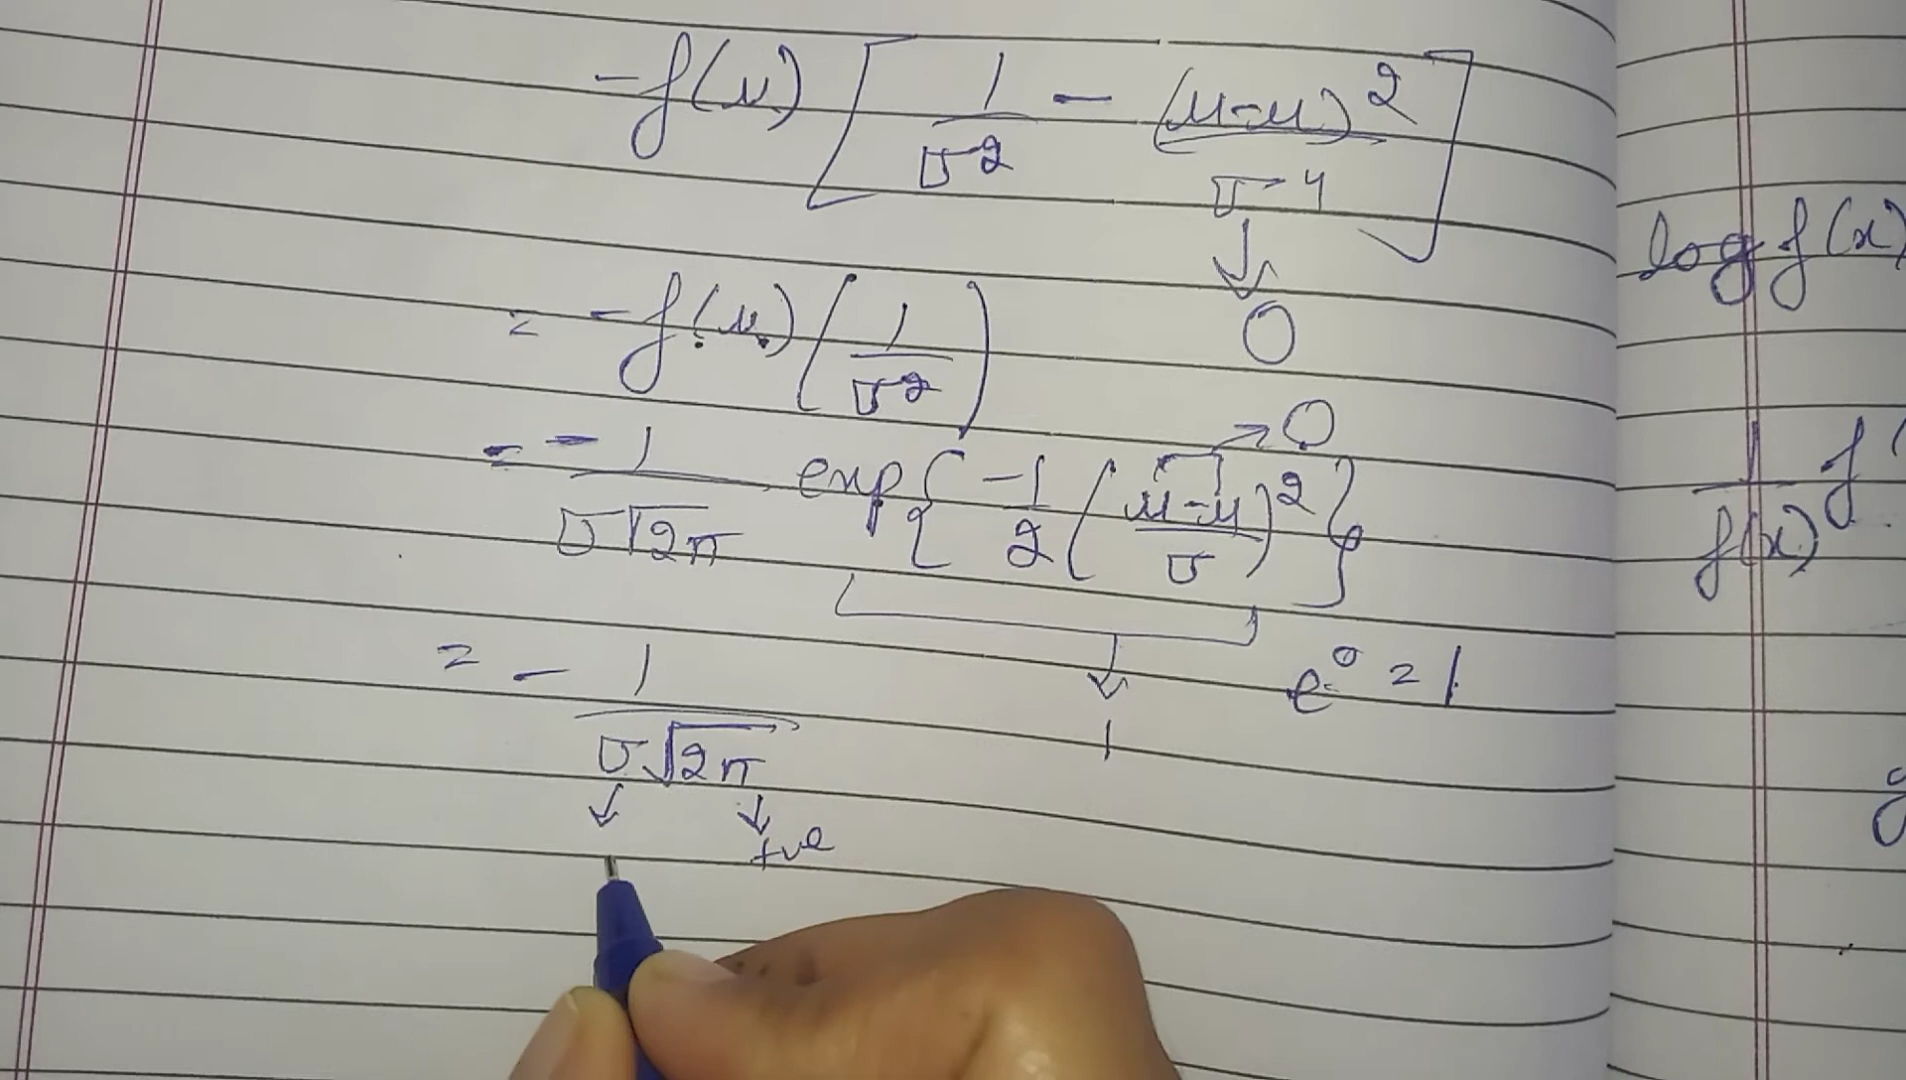 -f(μ) [ 1/σ² - (μ-μ)²/σ⁴ ]
↓
0
= -f(μ) ( 1/σ² )
= -1/σ√2π exp{ -1/2 ( μ-μ/σ )² } → 0
↓
1
e⁰ = 1
= - 1/σ√2π
↓ ↓
+ve
log f(x)
1/f(x) f